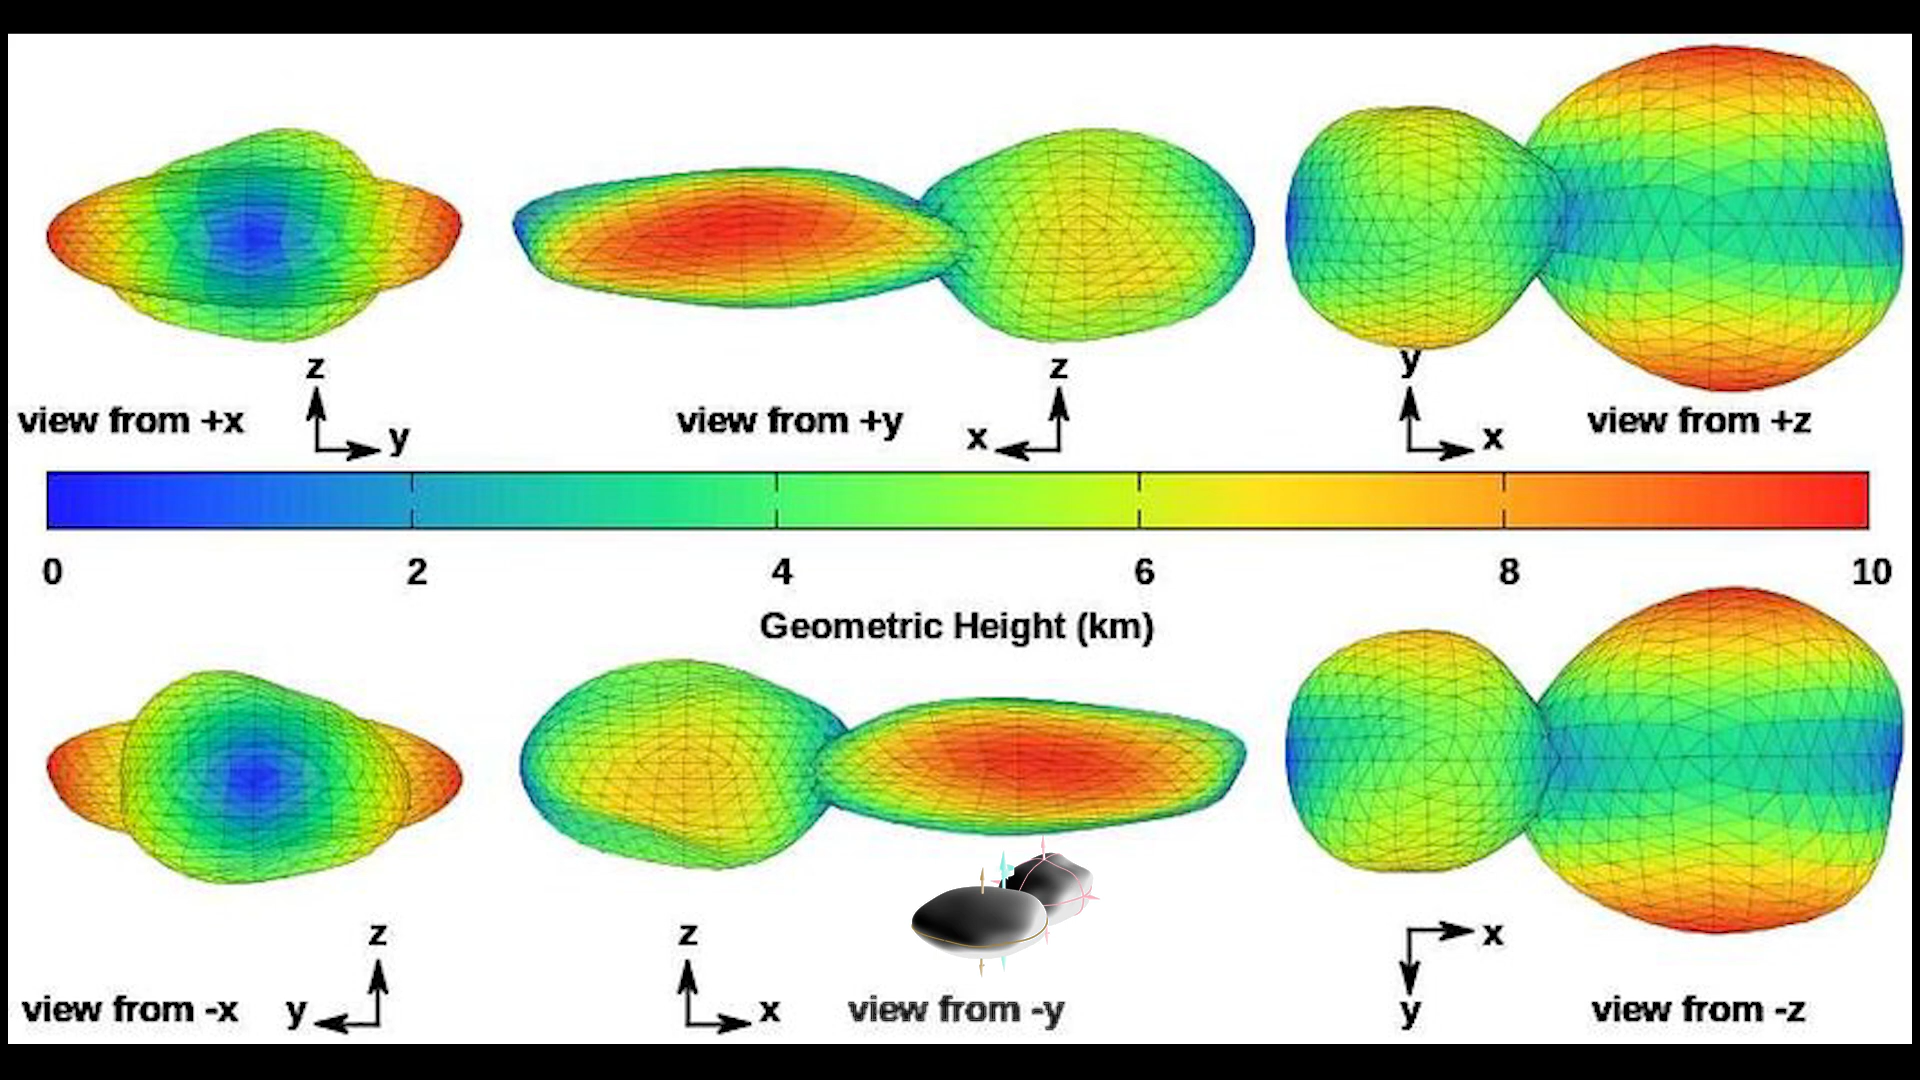 z
y
view from +x
z
x
view from +y
y
x
view from +z
0 2 4 6 8 10
Geometric Height (km)
z
y
view from -x
z
x
view from -y
x
y
view from -z